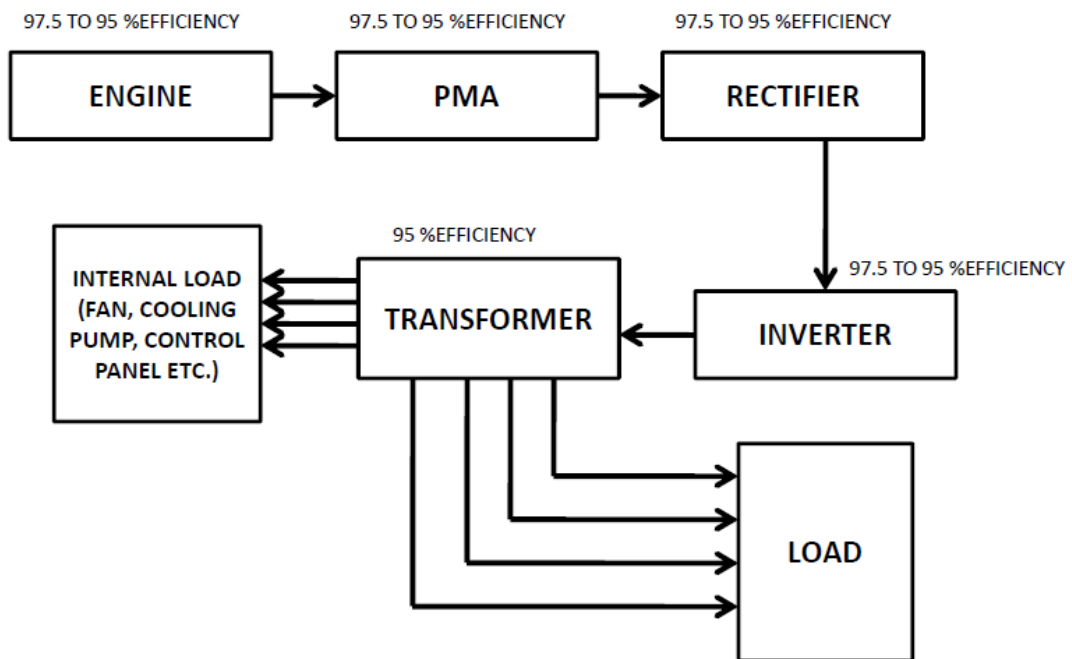 97.5 TO 95 %EFFICIENCY
97.5 TO 95 %EFFICIENCY
97.5 TO 95 %EFFICIENCY
ENGINE
PMA
RECTIFIER
95 %EFFICIENCY
97.5 TO 95 %EFFICIENCY
INTERNAL LOAD
(FAN, COOLING
PUMP, CONTROL
PANEL ETC.)
TRANSFORMER
INVERTER
LOAD